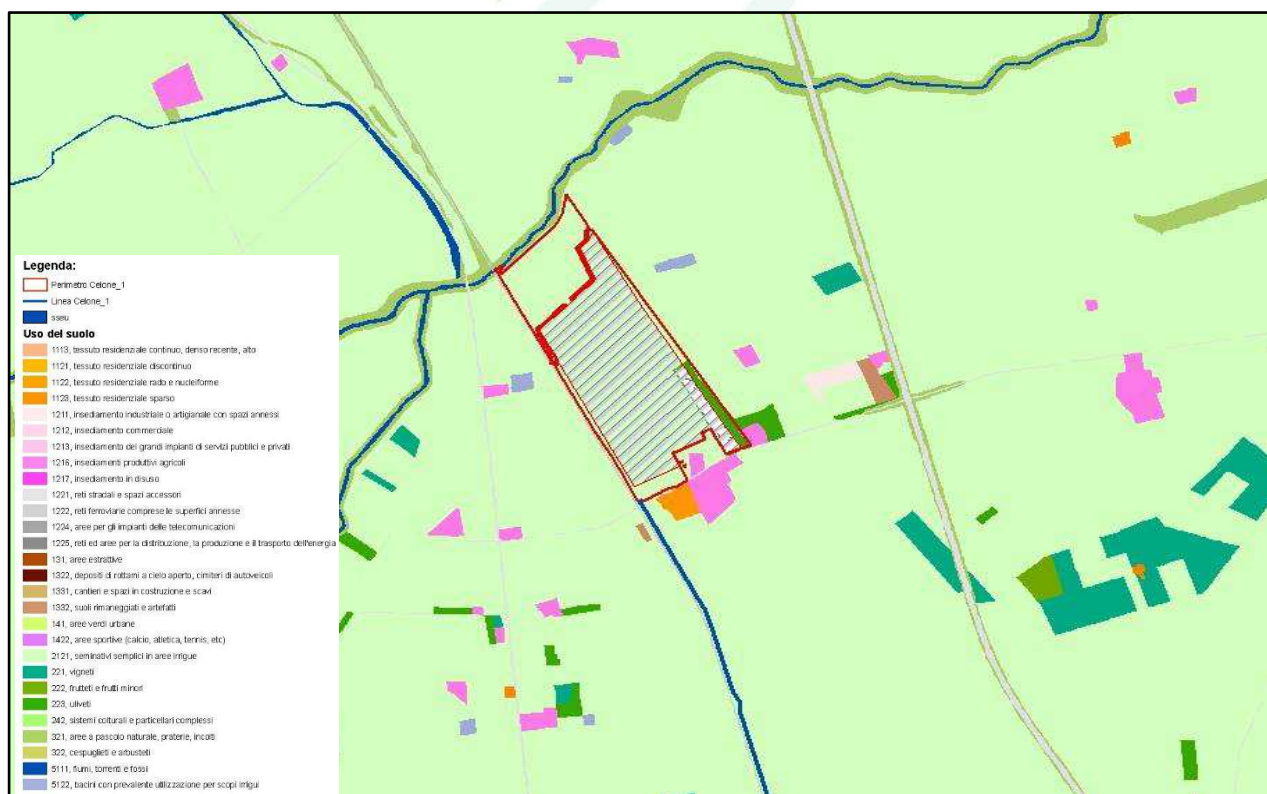 Legenda:
Perimetro Celone_1
Linea Celone_1
sseu
Uso del suolo
1113, tessuto residenziale continuo, denso recente, alto
1121, tessuto residenziale discontinuo
1122, tessuto residenziale rado e nucleiforme
1123, tessuto residenziale sparso
1211, insediamento industriale o artigianale con spazi annessi
1212, insediamento commerciale
1213, insediamento dei grandi impianti di servizi pubblici e privati
1216, insediamenti produttivi agricoli
1217, insediamento in disuso
1221, reti stradali e spazi accessori
1222, reti ferroviarie comprese le superfici annesse
1224, aree per gli impianti delle telecomunicazioni
1225, reti ed aree per la distribuzione, la produzione e il trasporto dell'energia
131, aree estrattive
1322, depositi di rottami a cielo aperto, cimiteri di autoveicoli
1331, cantieri e spazi in costruzione e scavi
1332, suoli rimaneggiati e artefatti
141, aree verdi urbane
1422, aree sportive (calcio, atletica, tennis, etc)
2121, seminativi semplici in aree irrigue
221, vigneti
222, frutteti e frutti minori
223, uliveti
242, sistemi colturali e particellari complessi
321, aree a pascolo naturale, praterie, incolti
322, cespuglieti e arbusteti
5111, fiumi, torrenti e fossi
5122, bacini con prevalente utilizzazione per scopi irrigui